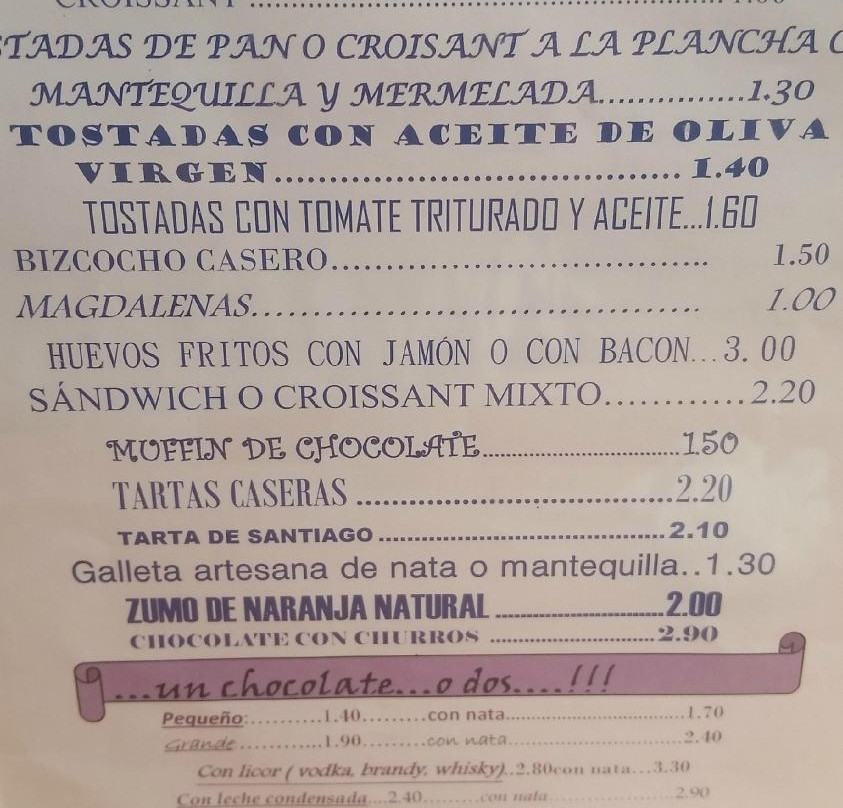 CROISSANT ........................................... 1.00
TADAS DE PAN O CROISANT A LA PLANCHA
MANTEQUILLA Y MERMELADA...............1.30
TOSTADAS CON ACEITE DE OLIVA
VIRGEN..................................... 1.40
TOSTADAS CON TOMATE TRITURADO Y ACEITE...1.60
BIZCOCHO CASERO.................................... 1.50
MAGDALENAS....................................... 1.00
HUEVOS FRITOS CON JAMÓN O CON BACON...3.00
SÁNDWICH O CROISSANT MIXTO............2.20
MUFFIN DE CHOCOLATE..............................1.50
TARTAS CASERAS ....................................2.20
TARTA DE SANTIAGO .....................................2.10
Galleta artesana de nata o mantequilla..1.30
ZUMO DE NARANJA NATURAL .........................2.00
CHOCOLATE CON CHURROS .........................2.90
...un chocolate...o dos....!!!
Pequeño:..........1.40.........con nata...................................1.70
Grande............1.90.........con nata...................................2.40
Con licor ( vodka, brandy, whisky)..2.80con nata...3.30
Con leche condensada...2.40.........con nata....................2.90